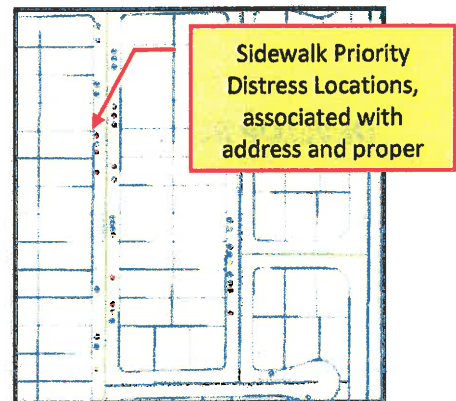 Sidewalk Priority
Distress Locations,
associated with
address and proper